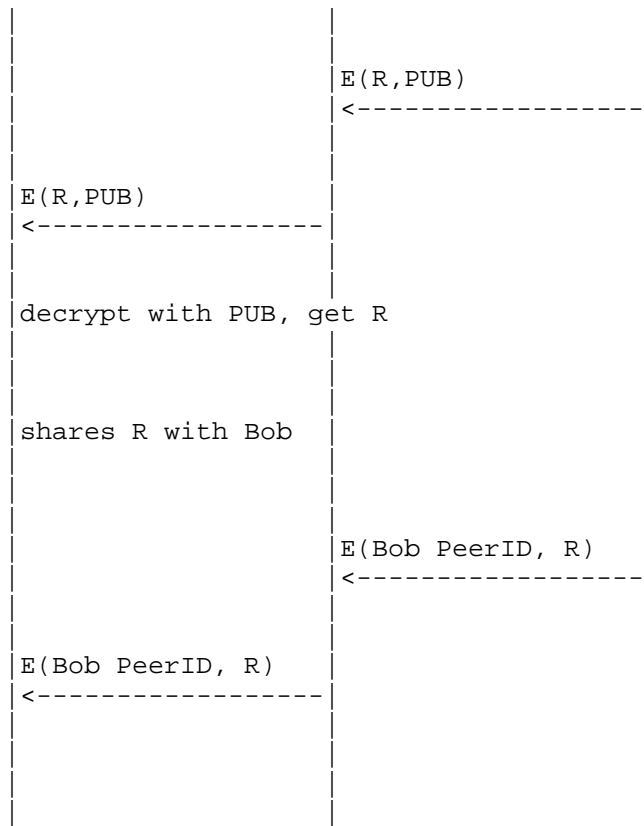 E(R,PUB)
<------------------
E(R,PUB)
<------------------
decrypt with PUB, get R
shares R with Bob
E(Bob PeerID, R)
<------------------
E(Bob PeerID, R)
<------------------